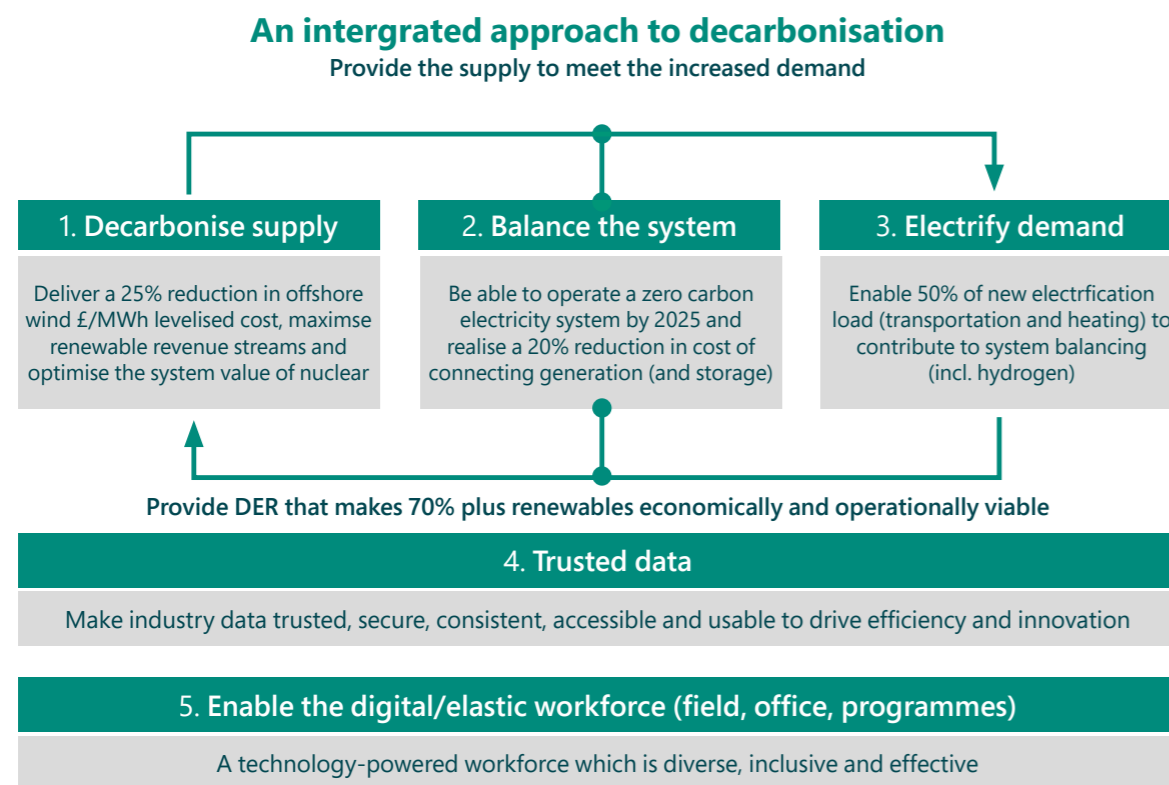 An intergrated approach to decarbonisation
Provide the supply to meet the increased demand
1. Decarbonise supply
Deliver a 25% reduction in offshore
wind £/MWh levelised cost, maximse
renewable revenue streams and
optimise the system value of nuclear
2. Balance the system
Be able to operate a zero carbon
electricity system by 2025 and
realise a 20% reduction in cost of
connecting generation (and storage)
3. Electrify demand
Enable 50% of new electrfication
load (transportation and heating) to
contribute to system balancing
(incl. hydrogen)
Provide DER that makes 70% plus renewables economically and operationally viable
4. Trusted data
Make industry data trusted, secure, consistent, accessible and usable to drive efficiency and innovation
5. Enable the digital/elastic workforce (field, office, programmes)
A technology-powered workforce which is diverse, inclusive and effective